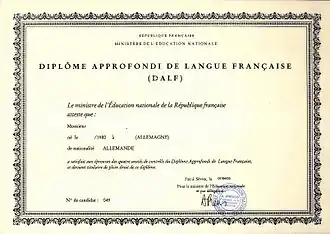 RÉPUBLIQUE FRANÇAISE
MINISTÈRE DE L'ÉDUCATION NATIONALE
DIPLÔME APPROFONDI DE LANGUE FRANÇAISE
(DALF)
Le ministre de l'Éducation nationale de la République française
atteste que :
Monsieur
né le /1982 à (ALLEMAGNE)
de nationalité ALLEMANDE
a satisfait aux épreuves des quatre unités de contrôle du Diplôme Approfondi de Langue Française,
et devient titulaire de plein droit de ce diplôme.
Fait à Sèvres, le
Pour le ministre de l'Éducation nationale
et par délégation
N° du candidat : 049